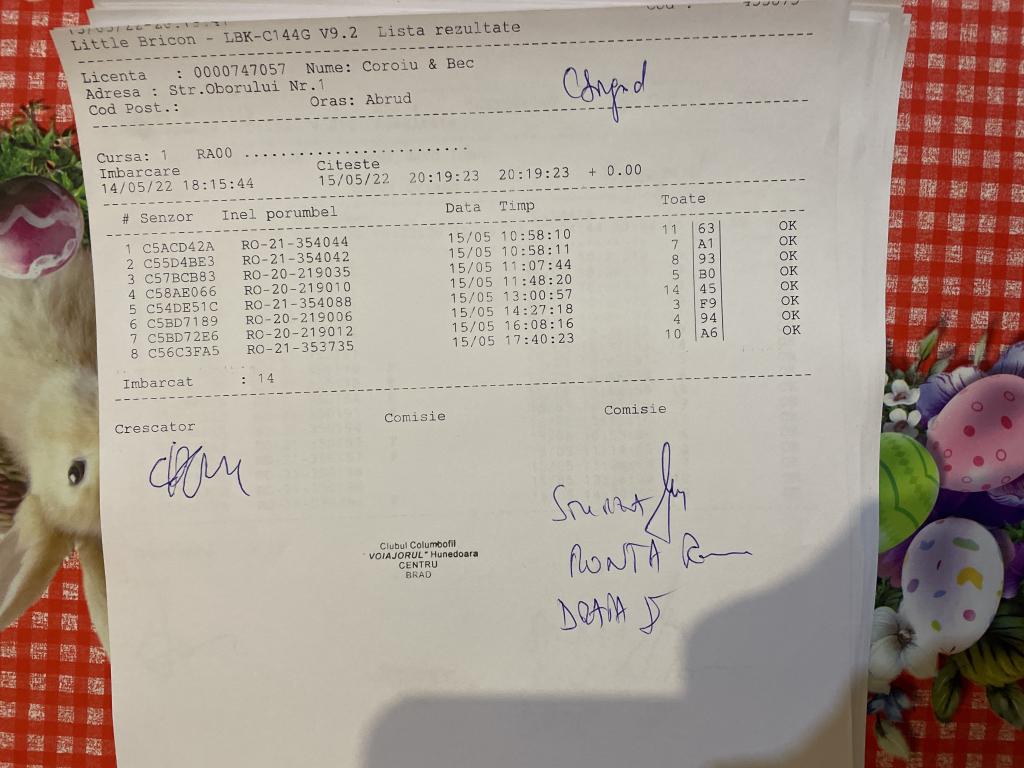 Little Bricon - LBK-C144G V9.2 Lista rezultate
Licenta : 0000747057 Nume: Coroiu & Bec
Adresa : Str.Oborului Nr.1
Cod Post.: Oras: Abrud
Cursa: 1 RA00 .........................
Imbarcare Citeste
14/05/22 18:15:44 15/05/22 20:19:23 20:19:23 + 0.00
# Senzor Inel porumbel Data Timp Toate
1 C5ACD42A RO-21-354044 15/05 10:58:10 11 | 63 | OK
2 C55D4BE3 RO-21-354042 15/05 10:58:11 7 | A1 | OK
3 C57BCB83 RO-20-219035 15/05 11:07:44 8 | 93 | OK
4 C58AE066 RO-20-219010 15/05 11:48:20 5 | B0 | OK
5 C54DE51C RO-21-354088 15/05 13:00:57 14 | 45 | OK
6 C5BD7189 RO-20-219006 15/05 14:27:18 3 | F9 | OK
7 C5BD72E6 RO-20-219012 15/05 16:08:16 4 | 94 | OK
8 C56C3FA5 RO-21-353735 15/05 17:40:23 10 | A6 | OK
Imbarcat : 14
Crescator Comisie Comisie
Clubul Columbofil
"VOIAJORUL" Hunedoara
CENTRU
BRAD